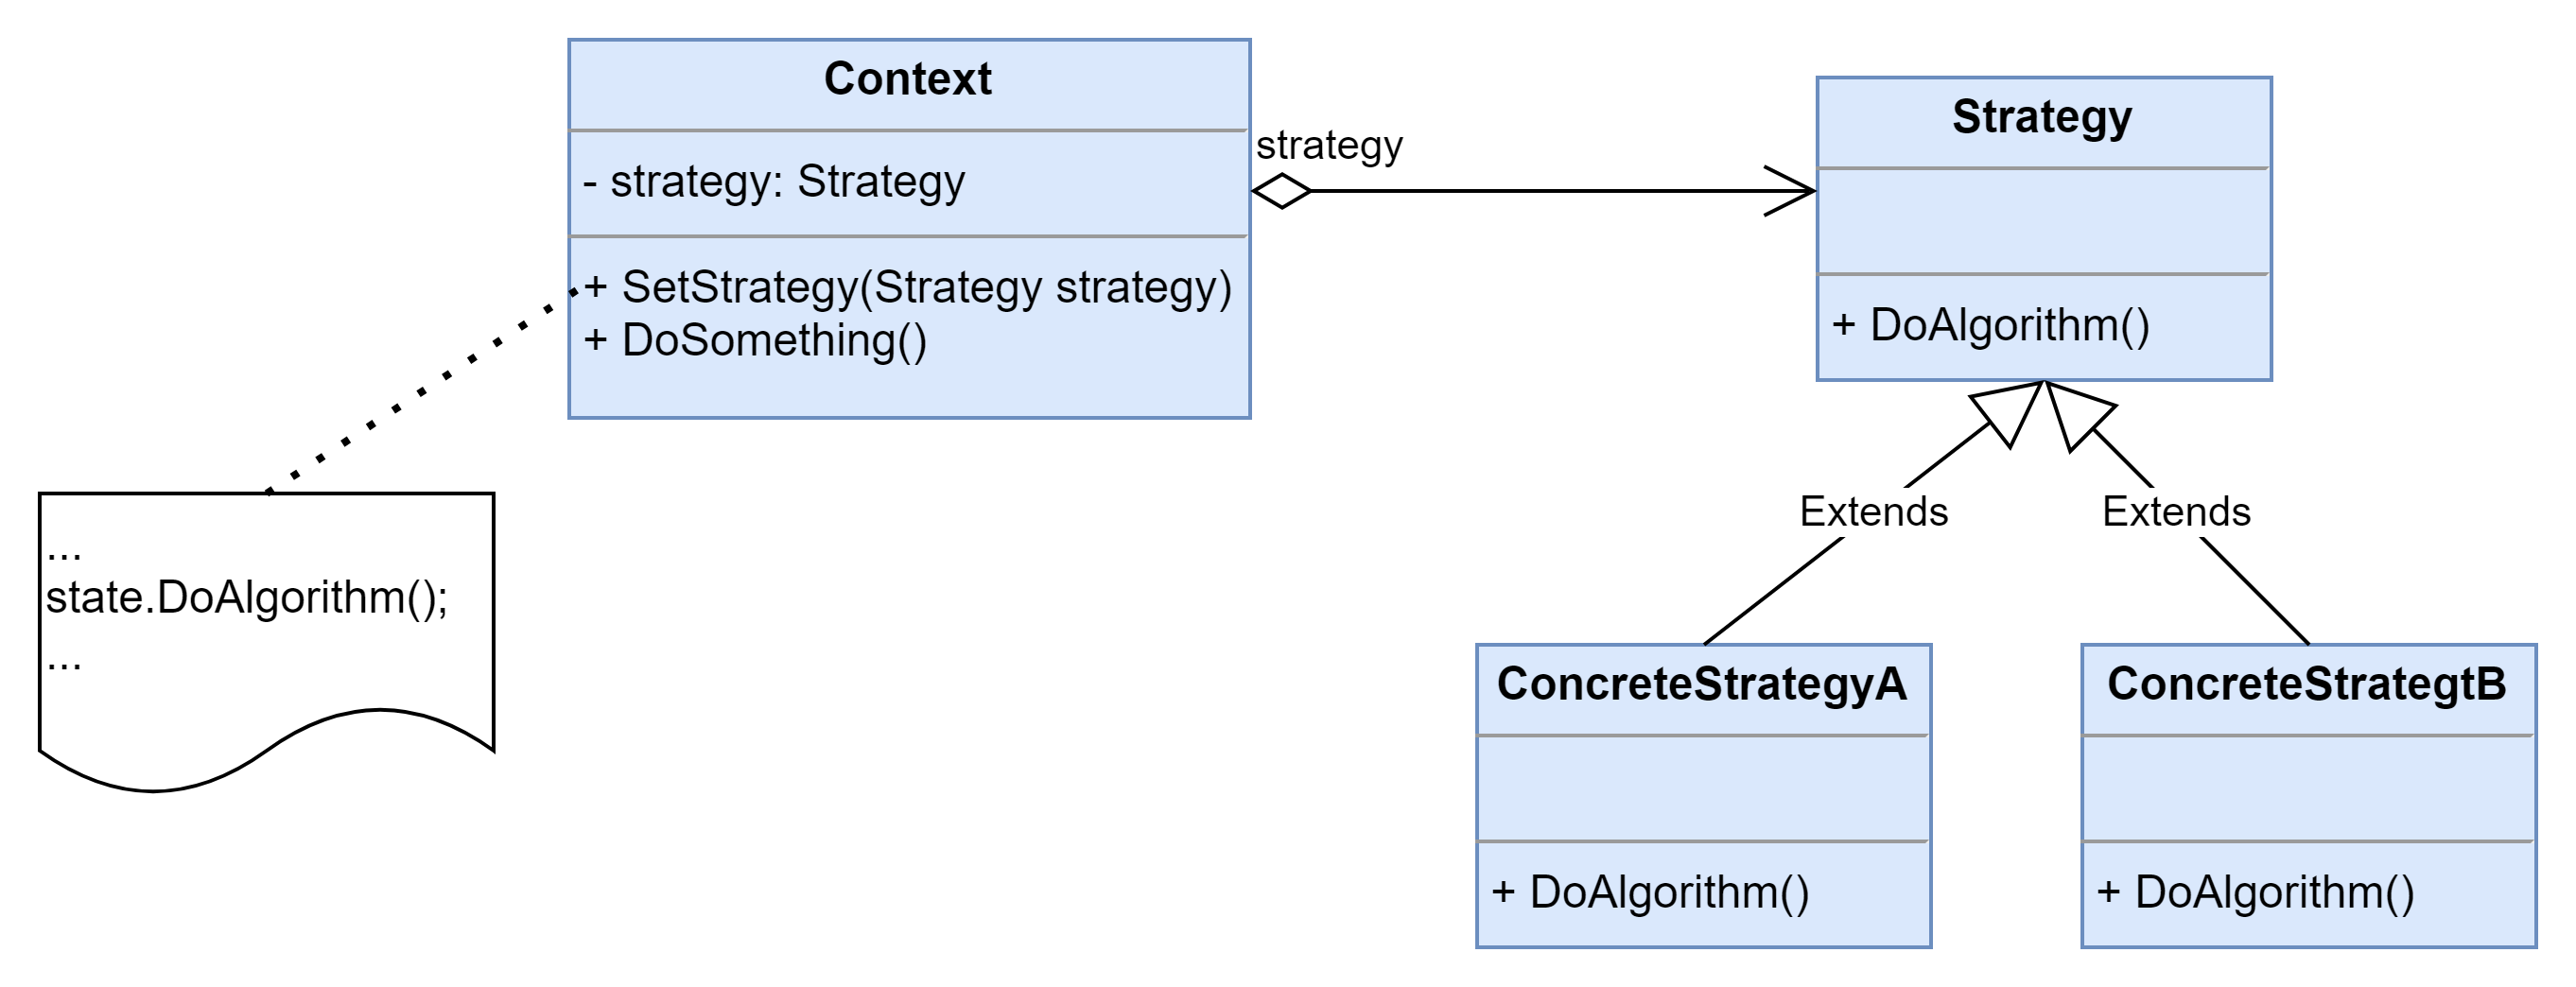 Context
- strategy: Strategy
+ SetStrategy(Strategy strategy)
+ DoSomething()
strategy
Strategy
+ DoAlgorithm()
...
state.DoAlgorithm();
...
Extends
Extends
ConcreteStrategyA
+ DoAlgorithm()
ConcreteStrategtB
+ DoAlgorithm()